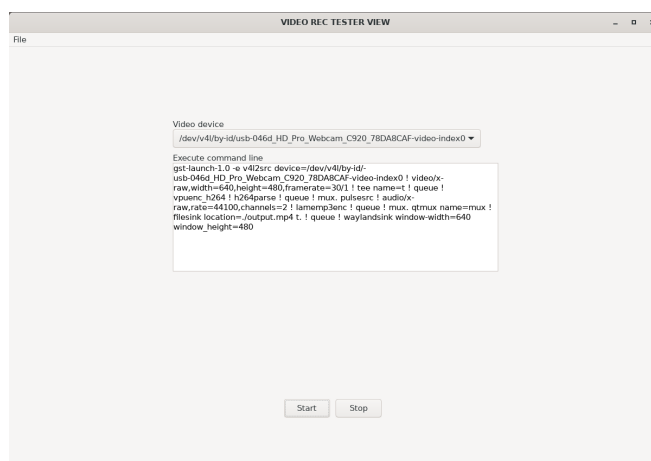 VIDEO REC TESTER VIEW
File
Video device
/dev/v4l/by-id/usb-046d_HD_Pro_Webcam_C920_78DA8CAF-video-index0
Execute command line
gst-launch-1.0 -e v4l2src device=/dev/v4l/by-id/-
usb-046d_HD_Pro_Webcam_C920_78DA8CAF-video-index0 ! video/x-
raw,width=640,height=480,framerate=30/1 ! tee name=t ! queue !
vpuenc_h264 ! h264parse ! queue ! mux. pulsesrc ! audio/x-
raw,rate=44100,channels=2 ! lamemp3enc ! queue ! mux. qtmux name=mux !
filesink location=./output.mp4 t. ! queue ! waylandsink window-width=640
window_height=480
Start Stop